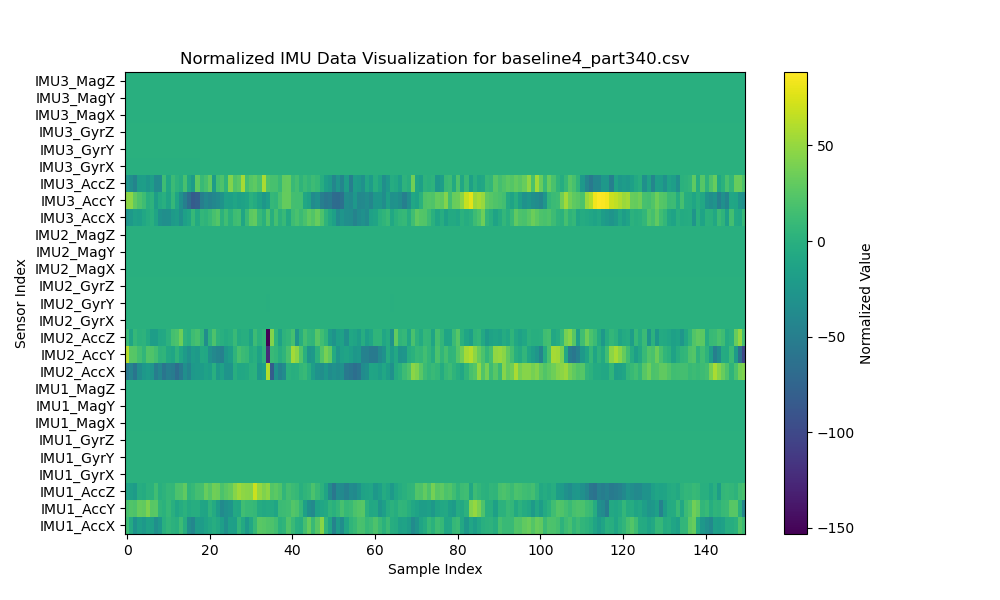 Normalized IMU Data Visualization for baseline4_part340.csv
IMU3_MagZ
IMU3_MagY
IMU3_MagX
IMU3_GyrZ
IMU3_GyrY
IMU3_GyrX
IMU3_AccZ
IMU3_AccY
IMU3_AccX
IMU2_MagZ
IMU2_MagY
IMU2_MagX
IMU2_GyrZ
IMU2_GyrY
IMU2_GyrX
IMU2_AccZ
IMU2_AccY
IMU2_AccX
IMU1_MagZ
IMU1_MagY
IMU1_MagX
IMU1_GyrZ
IMU1_GyrY
IMU1_GyrX
IMU1_AccZ
IMU1_AccY
IMU1_AccX
Sensor Index
0 20 40 60 80 100 120 140
Sample Index
50
0
−50
−100
−150
Normalized Value